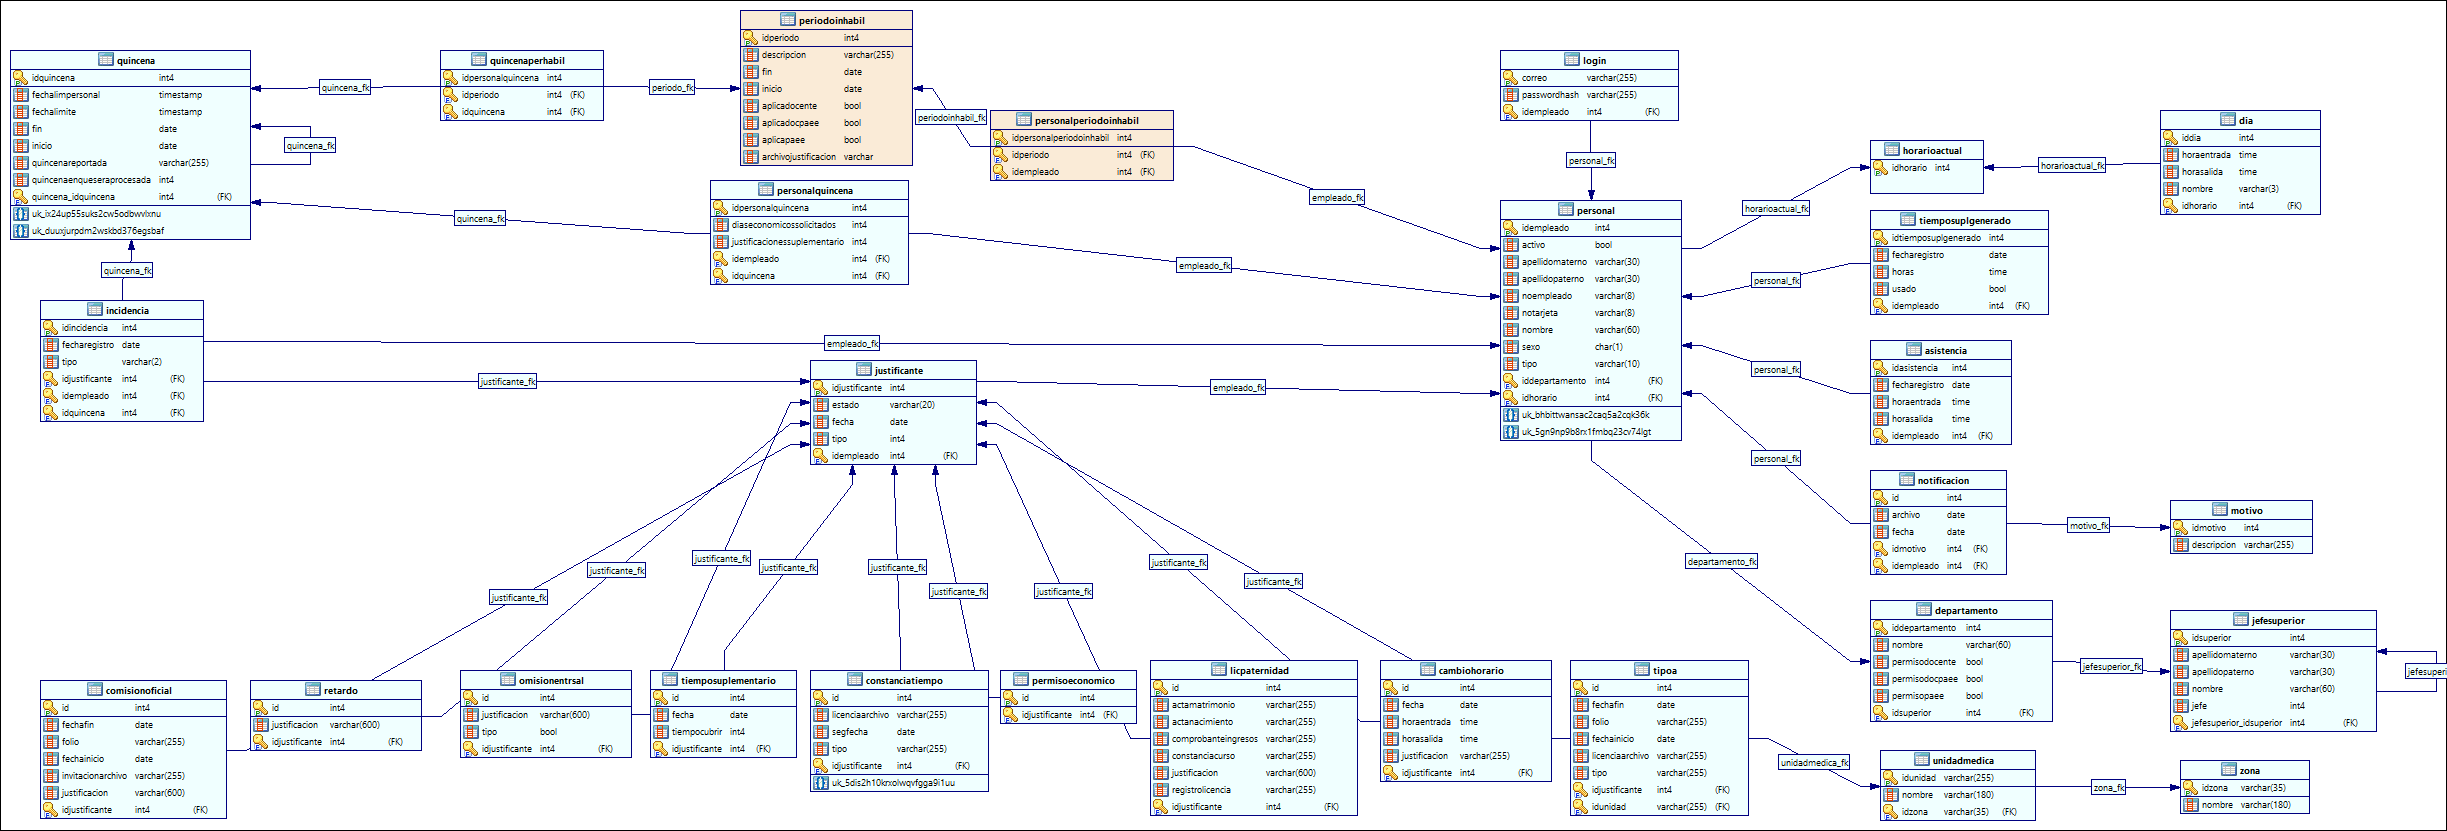 quincena
idquincena int4
fechalimpersonal timestamp
fechalimite timestamp
fin date
inicio date
quincenareportada varchar(255)
quincenaenqueseraprocesada int4
quincena_idquincena int4 (FK)
uk_ix24up55suks2cw5odbwvlxnu
uk_duuxjurpdm2wskbd376egsbaf
quincena_fk
quincena_fk
quincenaperhabil
idpersonalquincena int4
idperiodo int4 (FK)
idquincena int4 (FK)
periodo_fk
periodoinhabil
idperiodo int4
descripcion varchar(255)
fin date
inicio date
aplicadocente bool
aplicadocpaee bool
aplicapaee bool
archivojustificacion varchar
periodoinhabil_fk
personalperiodoinhabil
idpersonalperiodoinhabil int4
idperiodo int4 (FK)
idempleado int4 (FK)
empleado_fk
personalquincena
idpersonalquincena int4
diaseconomicossolicitados int4
justificacionessuplementario int4
idempleado int4 (FK)
idquincena int4 (FK)
quincena_fk
empleado_fk
login
correo varchar(255)
passwordhash varchar(255)
idempleado int4 (FK)
personal_fk
personal
idempleado int4
activo bool
apellidomaterno varchar(30)
apellidopaterno varchar(30)
noempleado varchar(8)
notarjeta varchar(8)
nombre varchar(60)
sexo char(1)
tipo varchar(10)
iddepartamento int4 (FK)
idhorario int4 (FK)
uk_bhbittwansac2caq5a2cqk36k
uk_5gn9np9b8rx1fmbq23cv74lgt
horarioactual_fk
horarioactual
idhorario int4
horarioactual_fk
dia
iddia int4
horaentrada time
horasalida time
nombre varchar(3)
idhorario int4 (FK)
tiemposuplgenerado
idtiemposuplgenerado int4
fecharegistro date
horas time
usado bool
idempleado int4 (FK)
personal_fk
asistencia
idasistencia int4
fecharegistro date
horaentrada time
horasalida time
idempleado int4 (FK)
personal_fk
notificacion
id int4
archivo date
fecha date
idmotivo int4 (FK)
idempleado int4 (FK)
personal_fk
motivo_fk
motivo
idmotivo int4
descripcion varchar(255)
quincena_fk
incidencia
idincidencia int4
fecharegistro date
tipo varchar(2)
idjustificante int4 (FK)
idempleado int4 (FK)
idquincena int4 (FK)
empleado_fk
justificante_fk
justificante
idjustificante int4
estado varchar(20)
fecha date
tipo int4
idempleado int4 (FK)
empleado_fk
justificante_fk
justificante_fk
justificante_fk
justificante_fk
justificante_fk
justificante_fk
justificante_fk
justificante_fk
justificante_fk
departamento_fk
departamento
iddepartamento int4
nombre varchar(60)
permisodocente bool
permisodocpaee bool
permisopaee bool
idsuperior int4 (FK)
jefesuperior_fk
jefesuperior
idsuperior int4
apellidomaterno varchar(30)
apellidopaterno varchar(30)
nombre varchar(60)
jefe int4
jefesuperior_idsuperior int4 (FK)
jefesuperi
comisionoficial
id int4
fechafin date
folio varchar(255)
fechainicio date
invitacionarchivo varchar(255)
justificacion varchar(600)
idjustificante int4 (FK)
retardo
id int4
justificacion varchar(600)
idjustificante int4 (FK)
omisionentrsal
id int4
justificacion varchar(600)
tipo bool
idjustificante int4 (FK)
tiemposuplementario
id int4
fecha date
tiempocubrir int4
idjustificante int4 (FK)
constanciatiempo
id int4
licenciaarchivo varchar(255)
segfecha date
tipo varchar(255)
idjustificante int4 (FK)
uk_5dis2h10krxolwqvfgga9i1uu
permisoeconomico
id int4
idjustificante int4 (FK)
licpaternidad
id int4
actamatrimonio varchar(255)
actanacimiento varchar(255)
comprobanteingresos varchar(255)
constanciacurso varchar(255)
justificacion varchar(600)
registrolicencia varchar(255)
idjustificante int4 (FK)
cambiohorario
id int4
fecha date
horaentrada time
horasalida time
justificacion varchar(255)
idjustificante int4 (FK)
tipoa
id int4
fechafin date
folio varchar(255)
fechainicio date
licenciaarchivo varchar(255)
tipo varchar(255)
idjustificante int4 (FK)
idunidad varchar(255) (FK)
unidadmedica_fk
unidadmedica
idunidad varchar(255)
nombre varchar(180)
idzona varchar(35) (FK)
zona_fk
zona
idzona varchar(35)
nombre varchar(180)